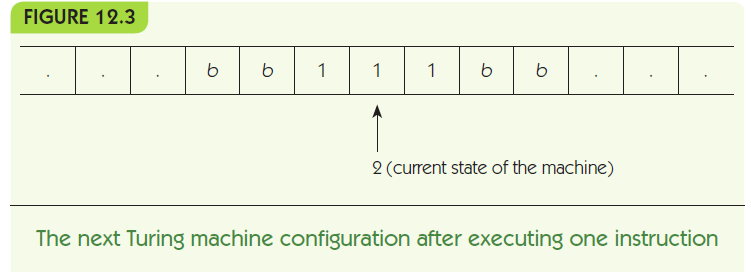 FIGURE 12.3
. . . b b 1 1 1 b b . . .
2 (current state of the machine)
The next Turing machine configuration after executing one instruction